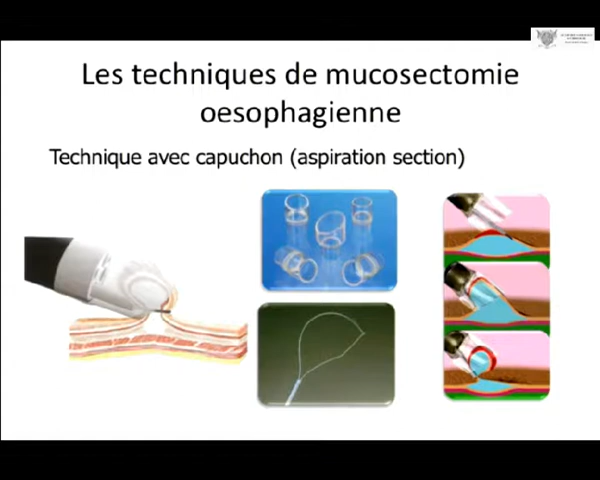 Les techniques de mucosectomie
oesophagienne
Technique avec capuchon (aspiration section)